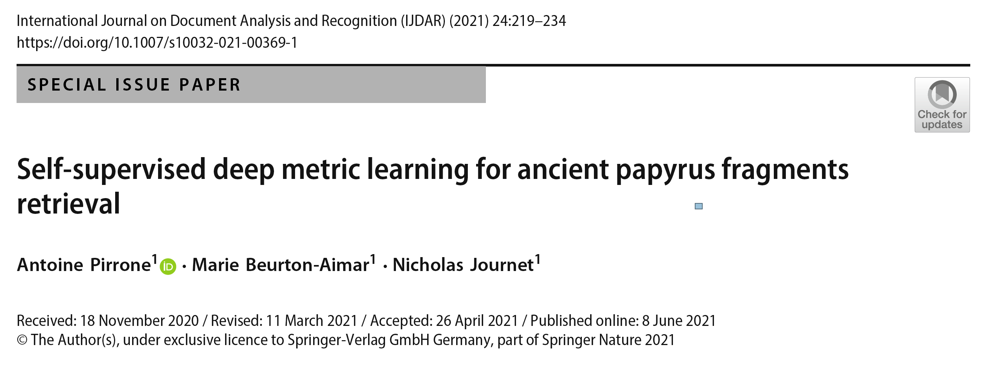 International Journal on Document Analysis and Recognition (IJDAR) (2021) 24:219–234
https://doi.org/10.1007/s10032-021-00369-1
SPECIAL ISSUE PAPER
Check for
updates
Self-supervised deep metric learning for ancient papyrus fragments
retrieval
Antoine Pirrone1 iD · Marie Beurton-Aimar1 · Nicholas Journet1
Received: 18 November 2020 / Revised: 11 March 2021 / Accepted: 26 April 2021 / Published online: 8 June 2021
© The Author(s), under exclusive licence to Springer-Verlag GmbH Germany, part of Springer Nature 2021